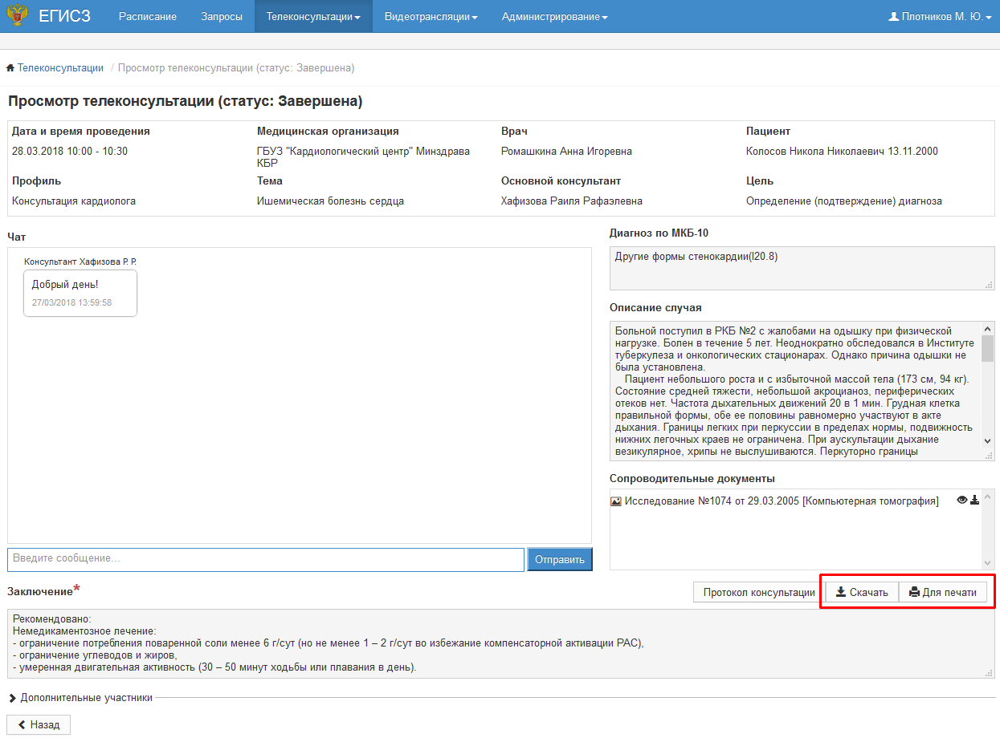 ЕГИСЗ Расписание Запросы Телеконсультации Видеотрансляции Администрирование Плотников М. Ю.
Телеконсультации / Просмотр телеконсультации (статус: Завершена)
Просмотр телеконсультации (статус: Завершена)
Дата и время проведения Медицинская организация Врач Пациент
28.03.2018 10:00 - 10:30 ГБУЗ "Кардиологический центр" Минздрава Ромашкина Анна Игоревна Колосов Никола Николаевич 13.11.2000
КБР
Профиль Тема Основной консультант Цель
Консультация кардиолога Ишемическая болезнь сердца Хафизова Раиля Рафаэлевна Определение (подтверждение) диагноза
Чат
Консультант Хафизова Р. Р.
Добрый день!
27/03/2018 13:59:58
Введите сообщение...
Отправить
Диагноз по МКБ-10
Другие формы стенокардии(I20.8)
Описание случая
Больной поступил в РКБ №2 с жалобами на одышку при физической
нагрузке. Болен в течение 5 лет. Неоднократно обследовался в Институте
туберкулеза и онкологических стационарах. Однако причина одышки не
была установлена.
Пациент небольшого роста и с избыточной массой тела (173 см, 94 кг).
Состояние средней тяжести, небольшой акроцианоз, периферических
отеков нет. Частота дыхательных движений 20 в 1 мин. Грудная клетка
правильной формы, обе ее половины равномерно участвуют в акте
дыхания. Границы легких при перкуссии в пределах нормы, подвижность
нижних легочных краев не ограничена. При аускультации дыхание
везикулярное, хрипы не выслушиваются. Перкуторно границы
Сопроводительные документы
Исследование №1074 от 29.03.2005 [Компьютерная томография]
Заключение* Протокол консультации Скачать Для печати
Рекомендовано:
Немедикаментозное лечение:
- ограничение потребления поваренной соли менее 6 г/сут (но не менее 1 – 2 г/сут во избежание компенсаторной активации РАС),
- ограничение углеводов и жиров,
- умеренная двигательная активность (30 – 50 минут ходьбы или плавания в день).
Дополнительные участники
Назад